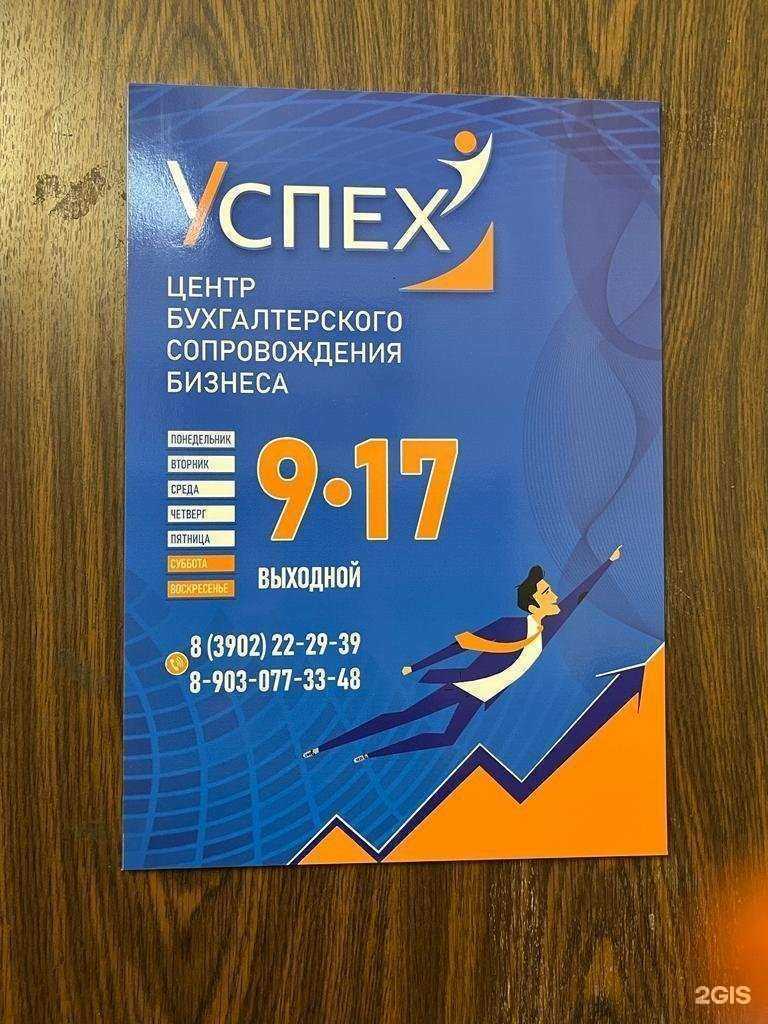 УСПЕХ
ЦЕНТР
БУХГАЛТЕРСКОГО
СОПРОВОЖДЕНИЯ
БИЗНЕСА
ПОНЕДЕЛЬНИК
ВТОРНИК
СРЕДА
ЧЕТВЕРГ
ПЯТНИЦА
9•17
СУББОТА
ВОСКРЕСЕНЬЕ
ВЫХОДНОЙ
8 (3902) 22-29-39
8-903-077-33-48
2GIS